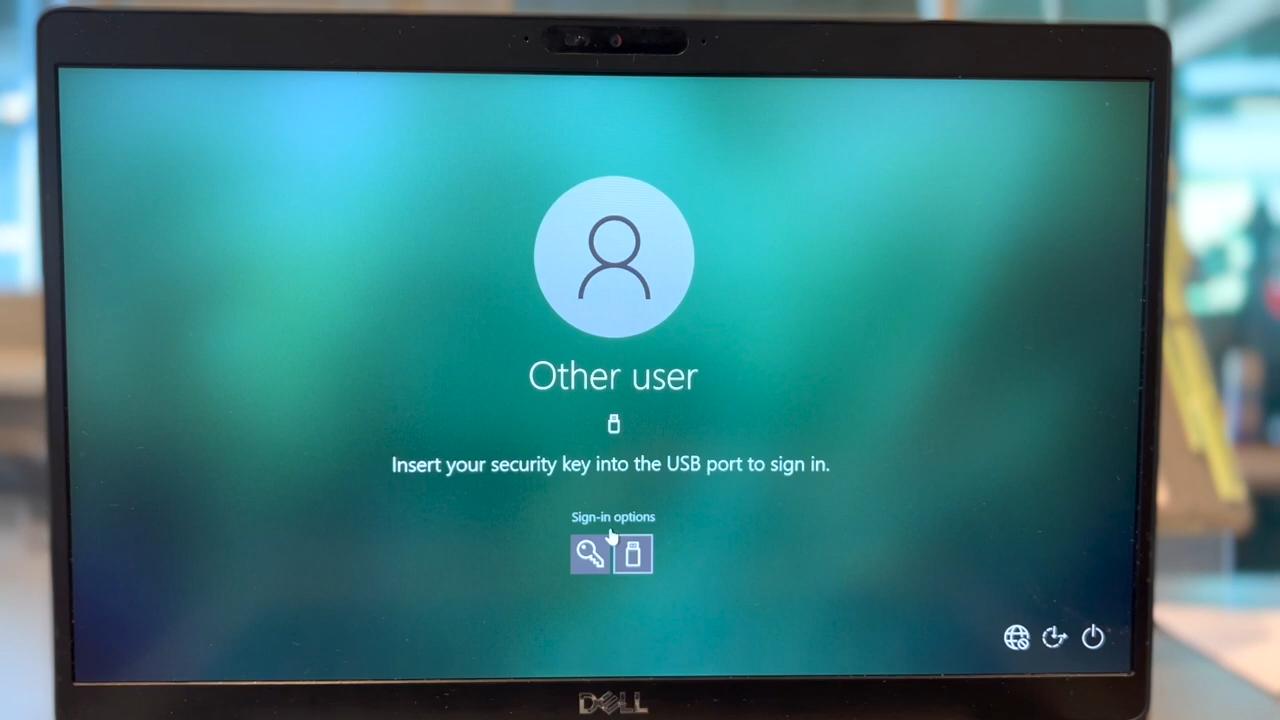 Other user
Insert your security key into the USB port to sign in.
Sign-in options
DELL